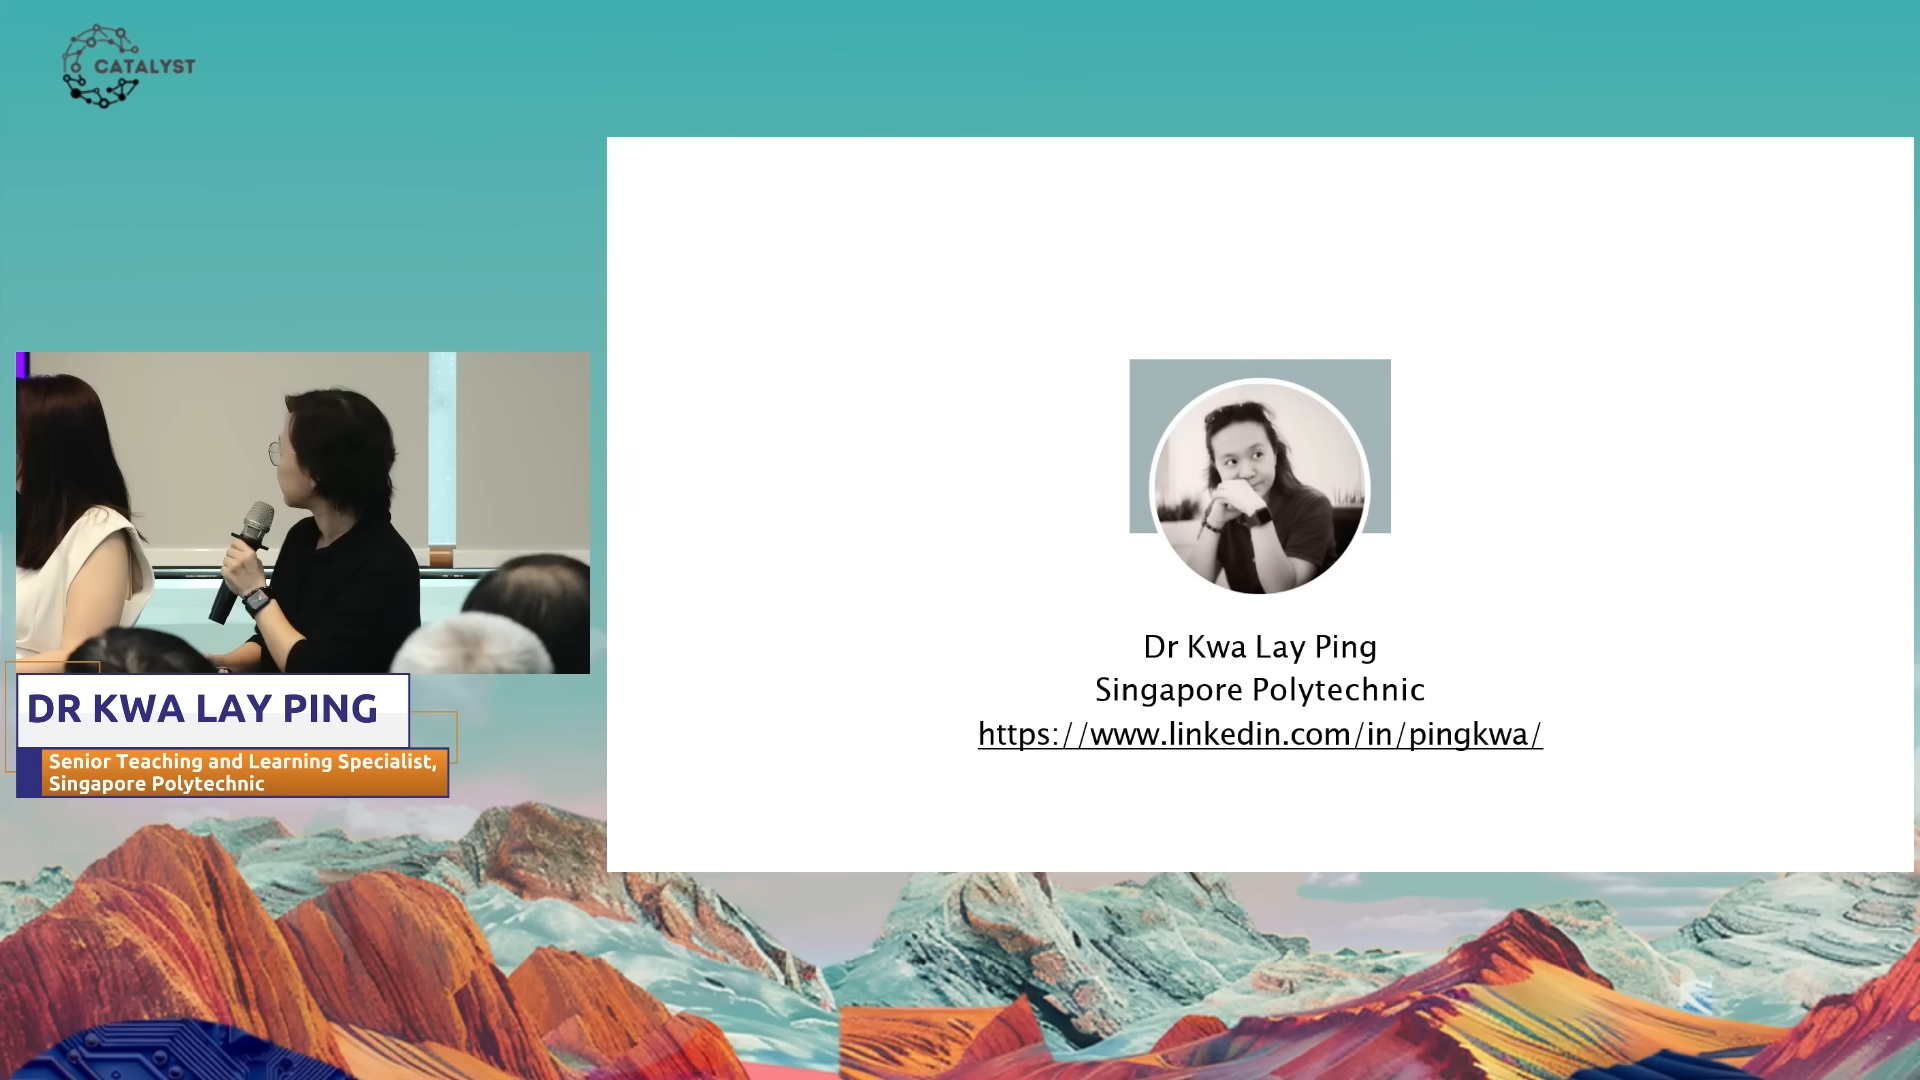 CATALYST
DR KWA LAY PING
Senior Teaching and Learning Specialist,
Singapore Polytechnic
Dr Kwa Lay Ping
Singapore Polytechnic
https://www.linkedin.com/in/pingkwa/